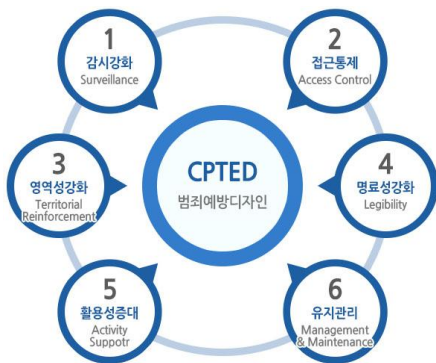 1
감시강화
Surveillance
2
접근통제
Access Control
3
영역성강화
Territorial
Reinforcement
CPTED
범죄예방디자인
4
명료성강화
Legibility
5
활용성증대
Activity
Suppotr
6
유지관리
Management
& Maintenance